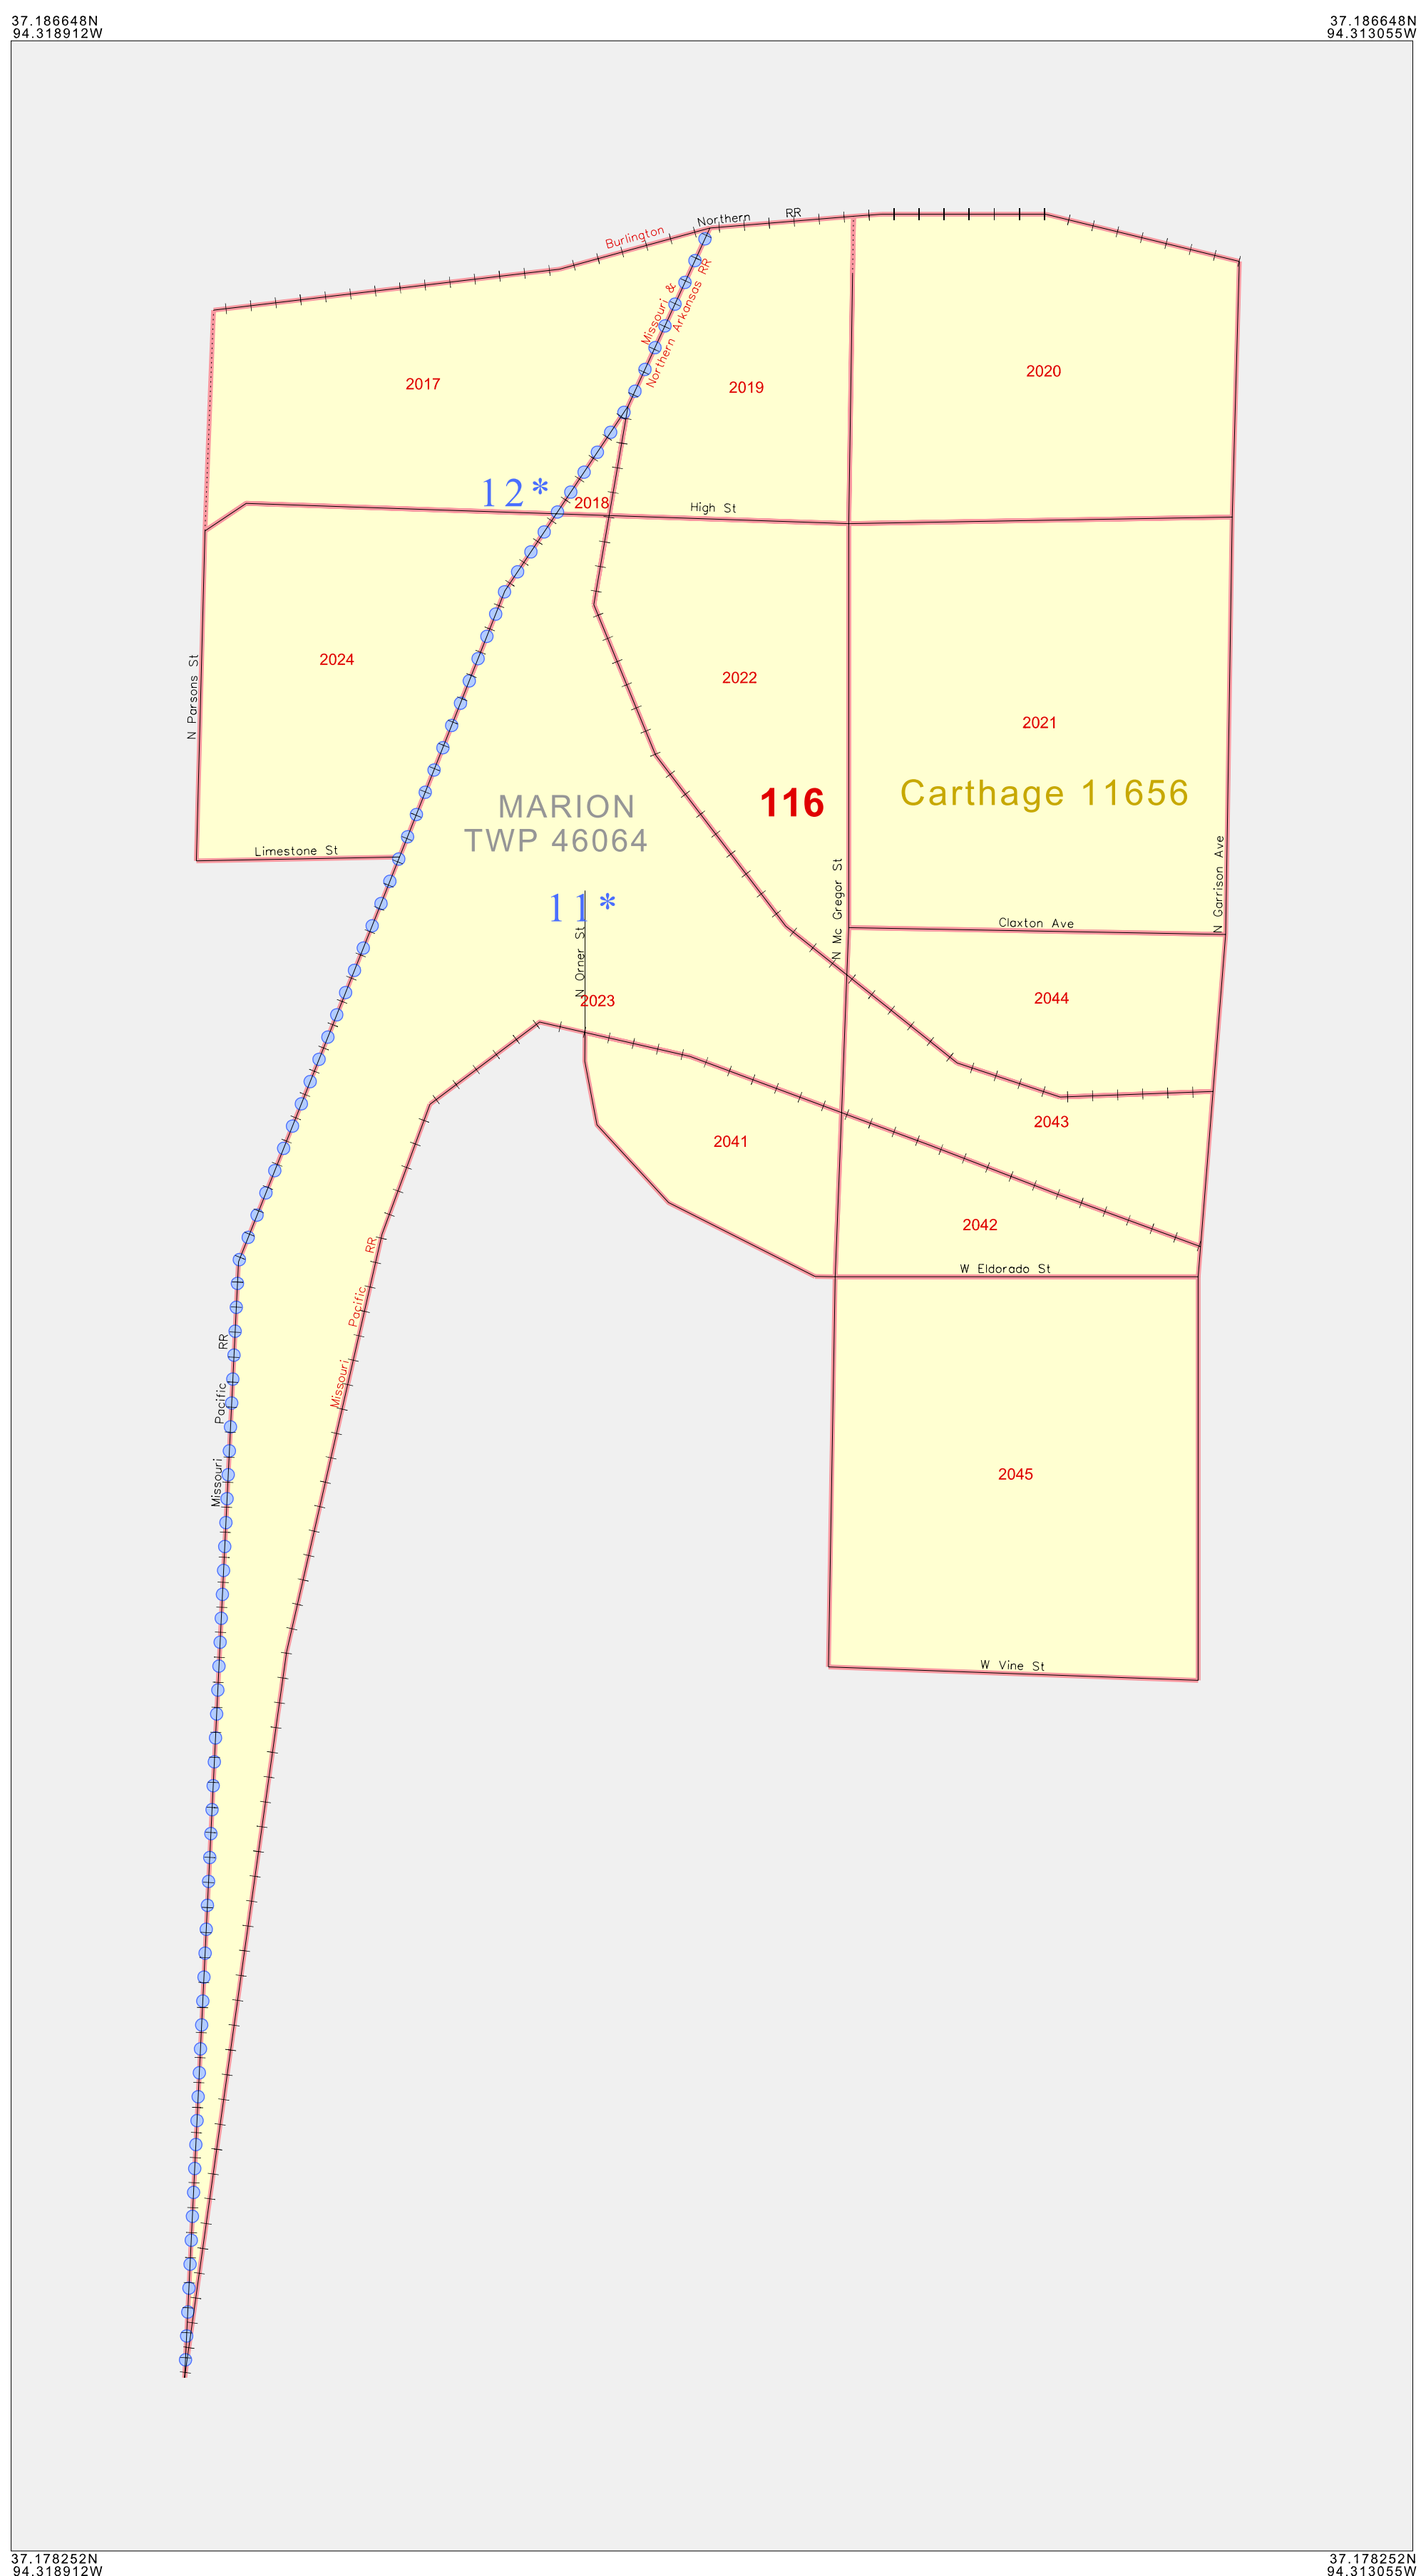 37.186648N
94.318912W
37.186648N
94.313055W
Burlington
Northern
RR
Missouri &
Northern Arkansas RR
2017
2019
2020
12*
2018
High St
N Parsons St
2024
2022
2021
MARION
TWP 46064
116
Carthage 11656
Limestone St
11*
N Orner St
N Mc Gregor St
N Garrison Ave
Claxton Ave
2023
2044
2043
2041
2042
W Eldorado St
Missouri Pacific RR
Missouri Pacific RR
2045
W Vine St
37.178252N
94.318912W
37.178252N
94.313055W